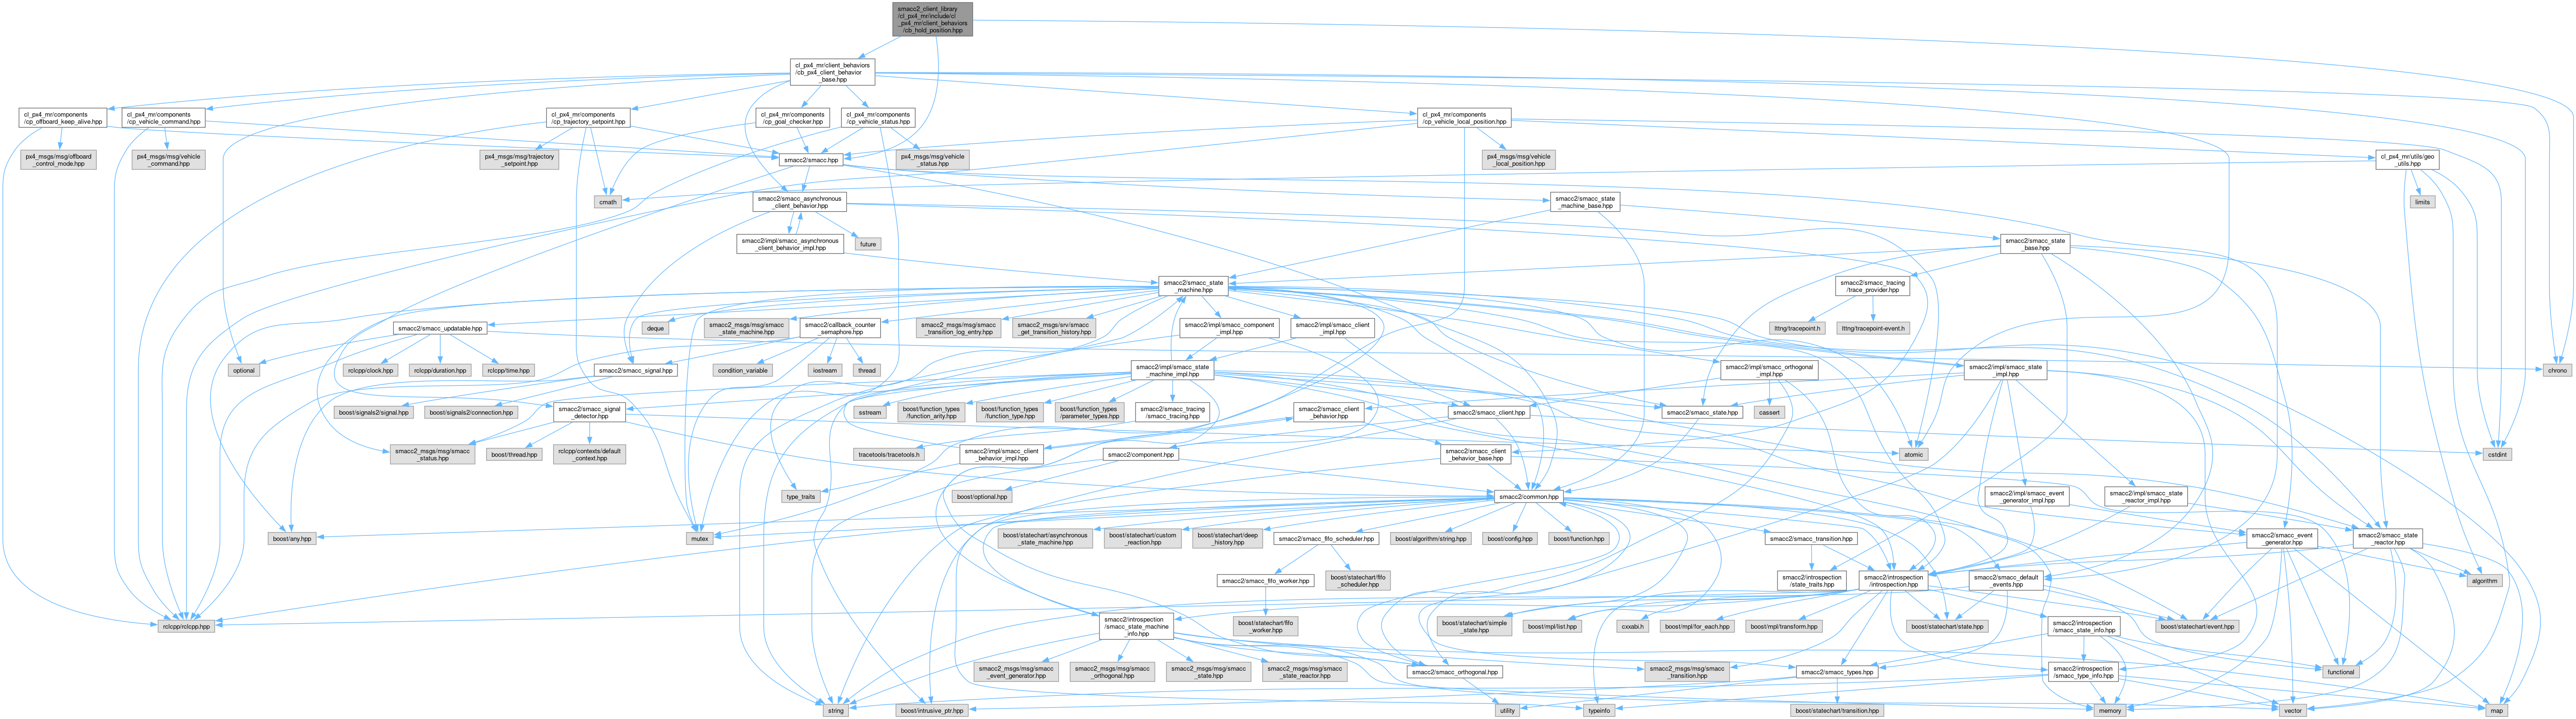 smacc2_client_library
/cl_px4_mr/include/cl
_px4_mr/client_behaviors
/cb_hold_position.hpp
cl_px4_mr/client_behaviors
/cb_px4_client_behavior
_base.hpp
cl_px4_mr/components
/cp_offboard_keep_alive.hpp
cl_px4_mr/components
/cp_vehicle_command.hpp
cl_px4_mr/components
/cp_trajectory_setpoint.hpp
cl_px4_mr/components
/cp_goal_checker.hpp
cl_px4_mr/components
/cp_vehicle_status.hpp
cl_px4_mr/components
/cp_vehicle_local_position.hpp
px4_msgs/msg/offboard
_control_mode.hpp
px4_msgs/msg/vehicle
_command.hpp
px4_msgs/msg/trajectory
_setpoint.hpp
smacc2/smacc.hpp
px4_msgs/msg/vehicle
_status.hpp
px4_msgs/msg/vehicle
_local_position.hpp
cl_px4_mr/utils/geo
_utils.hpp
cmath
smacc2/smacc_asynchronous
_client_behavior.hpp
smacc2/smacc_state
_machine_base.hpp
limits
smacc2/impl/smacc_asynchronous
_client_behavior_impl.hpp
future
smacc2/smacc_state
_base.hpp
smacc2/smacc_state
_machine.hpp
smacc2/smacc_tracing
/trace_provider.hpp
smacc2/smacc_updatable.hpp
deque
smacc2_msgs/msg/smacc
_state_machine.hpp
smacc2/callback_counter
_semaphore.hpp
smacc2_msgs/msg/smacc
_transition_log_entry.hpp
smacc2_msgs/srv/smacc
_get_transition_history.hpp
smacc2/impl/smacc_component
_impl.hpp
smacc2/impl/smacc_client
_impl.hpp
lttng/tracepoint.h
lttng/tracepoint-event.h
optional
rclcpp/clock.hpp
rclcpp/duration.hpp
rclcpp/time.hpp
smacc2/smacc_signal.hpp
condition_variable
iostream
thread
smacc2/impl/smacc_state
_machine_impl.hpp
smacc2/impl/smacc_orthogonal
_impl.hpp
smacc2/impl/smacc_state
_impl.hpp
chrono
boost/signals2/signal.hpp
boost/signals2/connection.hpp
smacc2/smacc_signal
_detector.hpp
sstream
boost/function_types
/function_arity.hpp
boost/function_types
/function_type.hpp
boost/function_types
/parameter_types.hpp
smacc2/smacc_tracing
/smacc_tracing.hpp
smacc2/smacc_client
_behavior.hpp
smacc2/smacc_client.hpp
smacc2/smacc_state.hpp
cassert
smacc2_msgs/msg/smacc
_status.hpp
boost/thread.hpp
rclcpp/contexts/default
_context.hpp
tracetools/tracetools.h
smacc2/impl/smacc_client
_behavior_impl.hpp
smacc2/component.hpp
smacc2/smacc_client
_behavior_base.hpp
atomic
cstdint
type_traits
boost/optional.hpp
smacc2/common.hpp
smacc2/impl/smacc_event
_generator_impl.hpp
smacc2/impl/smacc_state
_reactor_impl.hpp
boost/any.hpp
mutex
boost/statechart/asynchronous
_state_machine.hpp
boost/statechart/custom
_reaction.hpp
boost/statechart/deep
_history.hpp
smacc2/smacc_fifo_scheduler.hpp
boost/algorithm/string.hpp
boost/config.hpp
boost/function.hpp
smacc2/smacc_transition.hpp
smacc2/smacc_event
_generator.hpp
smacc2/smacc_state
_reactor.hpp
smacc2/smacc_fifo_worker.hpp
boost/statechart/fifo
_scheduler.hpp
smacc2/introspection
/state_traits.hpp
smacc2/introspection
/introspection.hpp
smacc2/smacc_default
_events.hpp
algorithm
rclcpp/rclcpp.hpp
smacc2/introspection
/smacc_state_machine
_info.hpp
boost/statechart/fifo
_worker.hpp
boost/statechart/simple
_state.hpp
boost/mpl/list.hpp
cxxabi.h
boost/mpl/for_each.hpp
boost/mpl/transform.hpp
boost/statechart/state.hpp
smacc2/introspection
/smacc_state_info.hpp
boost/statechart/event.hpp
smacc2_msgs/msg/smacc
_event_generator.hpp
smacc2_msgs/msg/smacc
_orthogonal.hpp
smacc2_msgs/msg/smacc
_state.hpp
smacc2_msgs/msg/smacc
_state_reactor.hpp
smacc2/smacc_orthogonal.hpp
smacc2_msgs/msg/smacc
_transition.hpp
smacc2/smacc_types.hpp
smacc2/introspection
/smacc_type_info.hpp
functional
string
boost/intrusive_ptr.hpp
utility
typeinfo
boost/statechart/transition.hpp
memory
vector
map